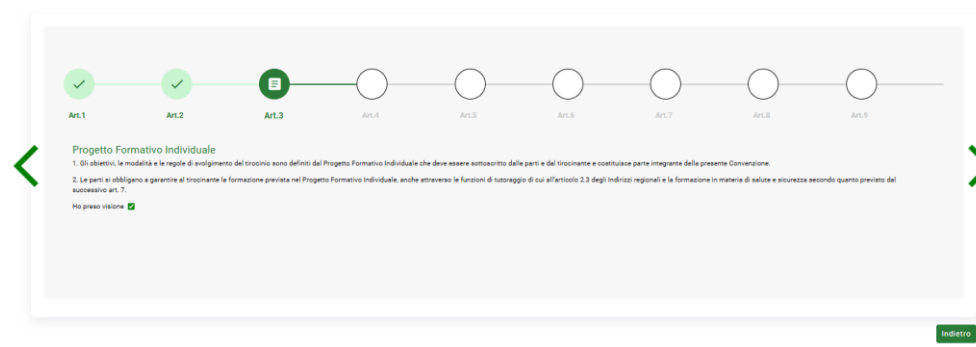 Art.1 Art.2 Art.3 Art.4 Art.5 Art.6 Art.7 Art.8 Art.9
Progetto Formativo Individuale
1. Gli obiettivi, le modalità e le regole di svolgimento del tirocinio sono definiti dal Progetto Formativo Individuale che deve essere sottoscritto dalle parti e dal tirocinante e costituisce parte integrante della presente Convenzione.
2. Le parti si obbligano a garantire al tirocinante la formazione prevista nel Progetto Formativo Individuale, anche attraverso le funzioni di tutoraggio di cui all'articolo 2.3 degli Indirizzi regionali e la formazione in materia di salute e sicurezza secondo quanto previsto dal
successivo art. 7.
Ho preso visione
Indietro